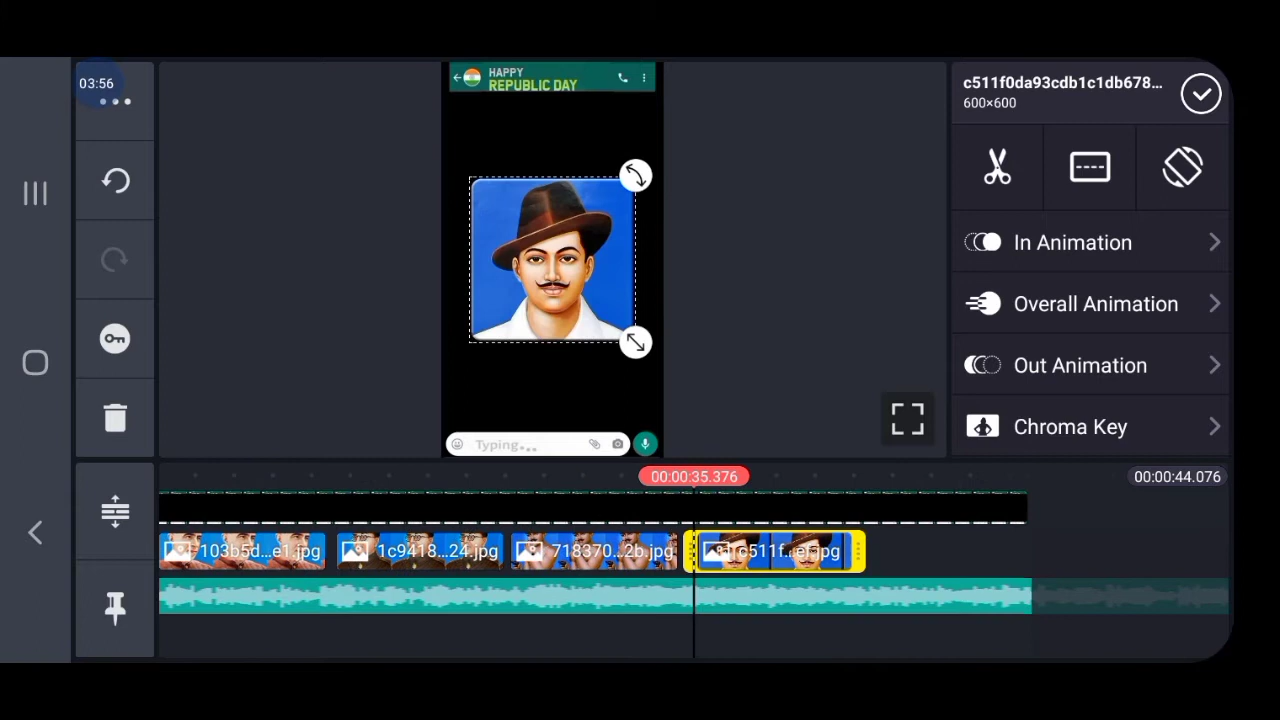 03:56
HAPPY
REPUBLIC DAY
Typing...
c511f0da93cdb1c1db678...
600×600
In Animation
Overall Animation
Out Animation
Chroma Key
00:00:35.376
00:00:44.076
103b5d...e1.jpg
1c9418...24.jpg
718370...2b.jpg
c511f...ef.jpg